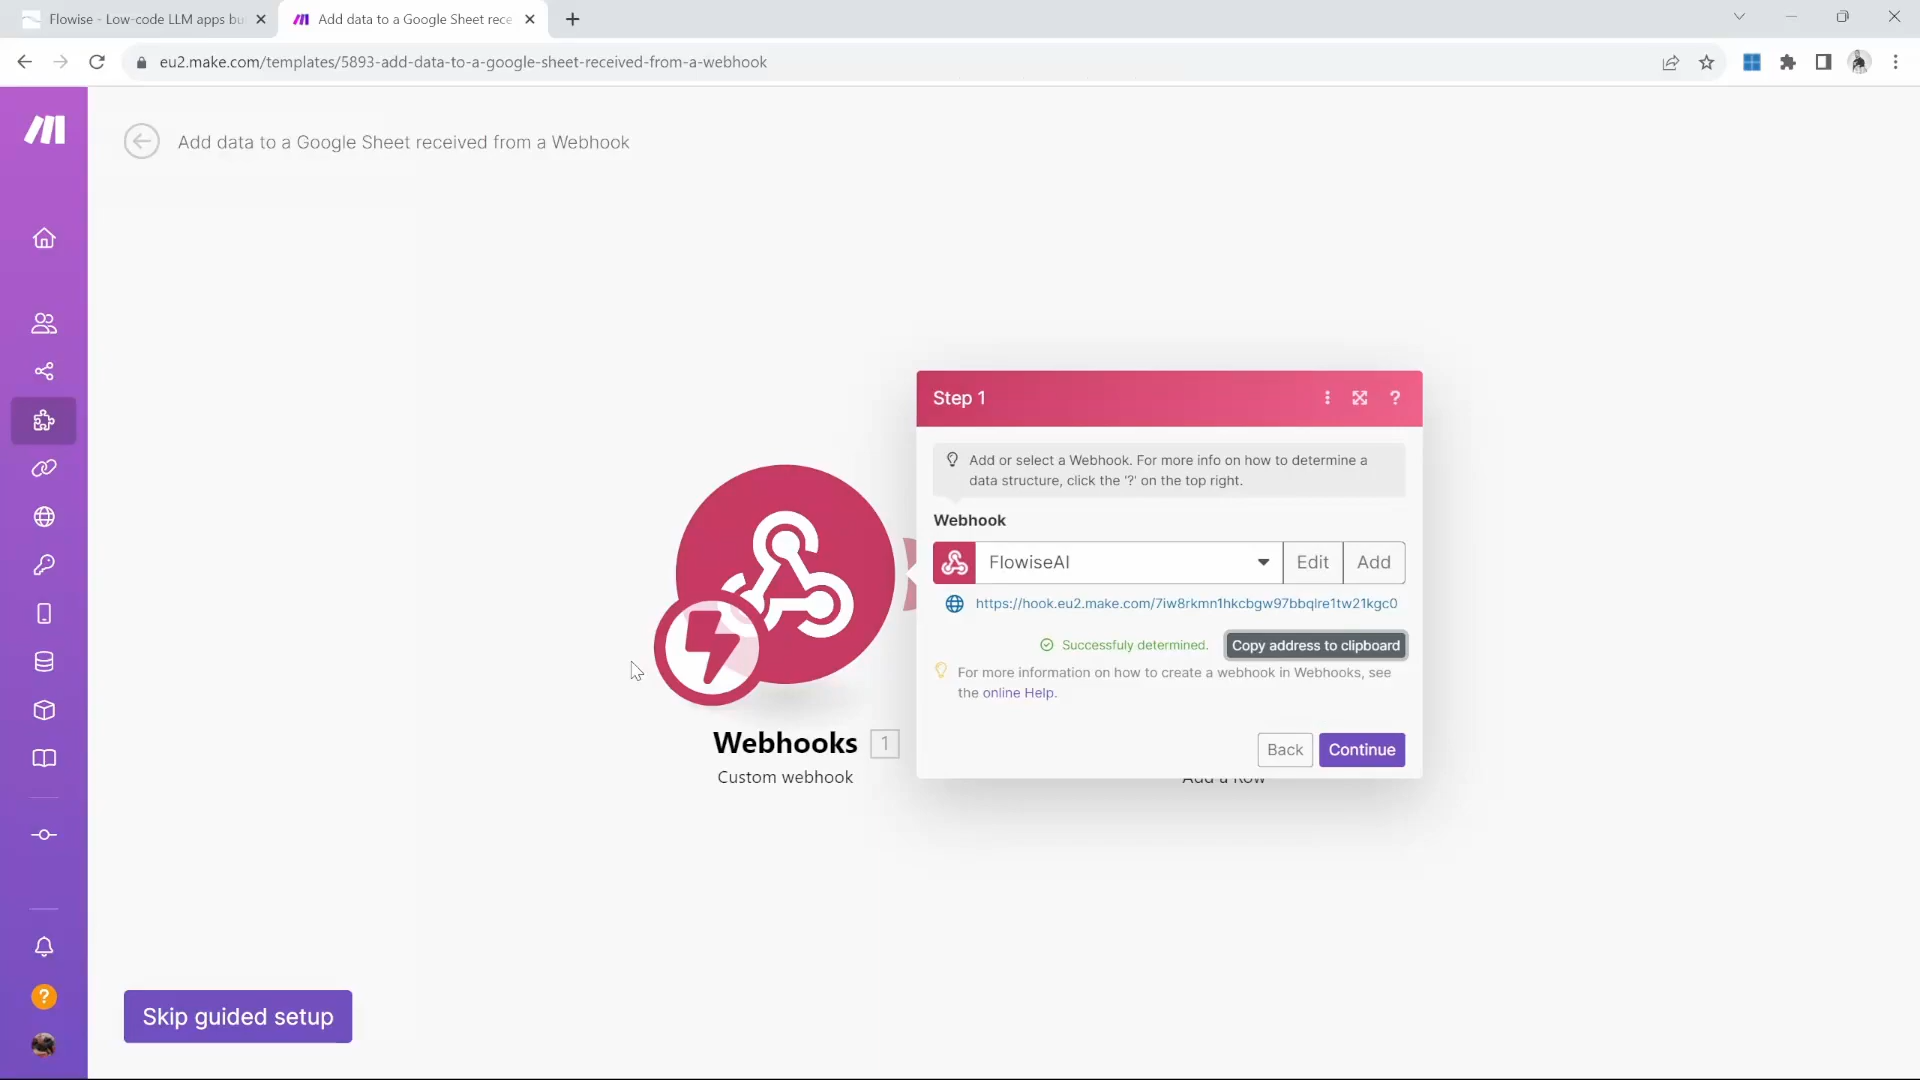 Flowise - Low-code LLM apps bu
Add data to a Google Sheet rece
eu2.make.com/templates/5893-add-data-to-a-google-sheet-received-from-a-webhook
Add data to a Google Sheet received from a Webhook
Step 1
?
Add or select a Webhook. For more info on how to determine a
data structure, click the '?' on the top right.
Webhook
FlowiseAI
Edit
Add
https://hook.eu2.make.com/7iw8rkmn1hkcbgw97bbqlre1tw21kgc0
Successfuly determined.
Copy address to clipboard
For more information on how to create a webhook in Webhooks, see
the online Help.
Back
Continue
Webhooks 1
Custom webhook
Add a Row
?
Skip guided setup